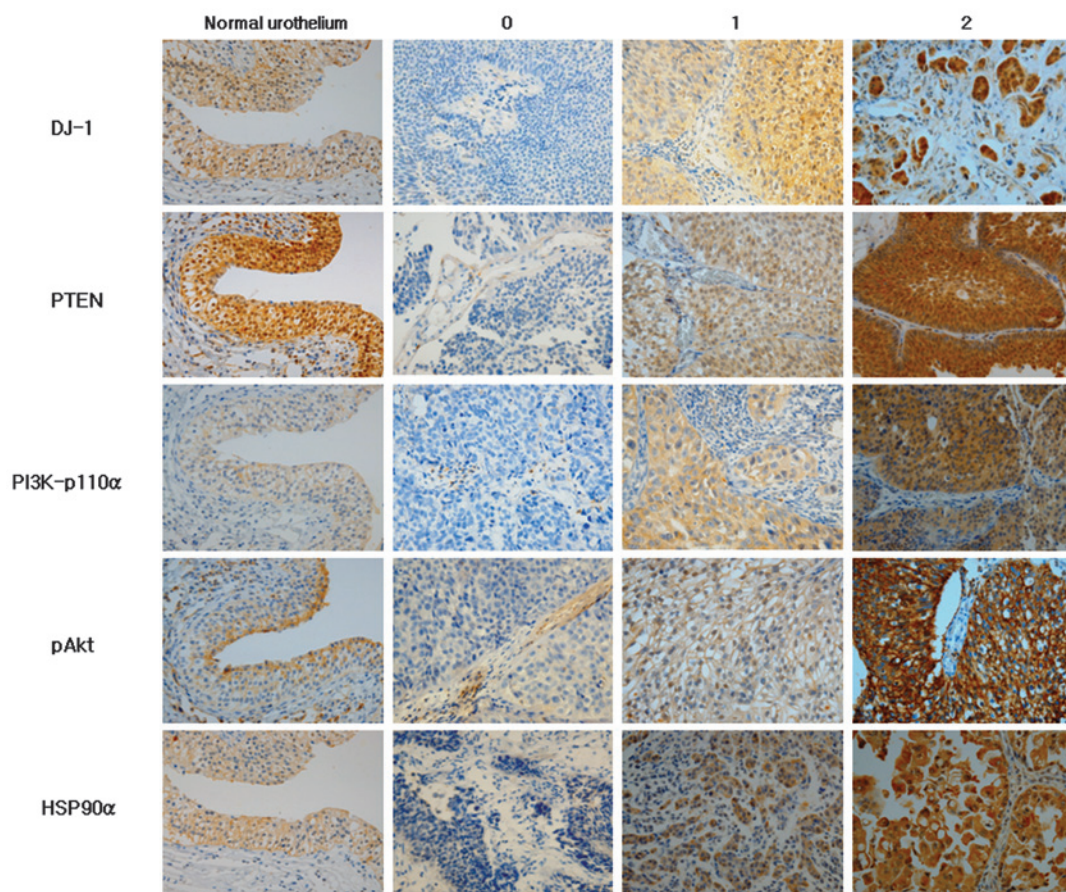 Normal urothelium 0 1 2
DJ-1
PTEN
PI3K-p110α
pAkt
HSP90α